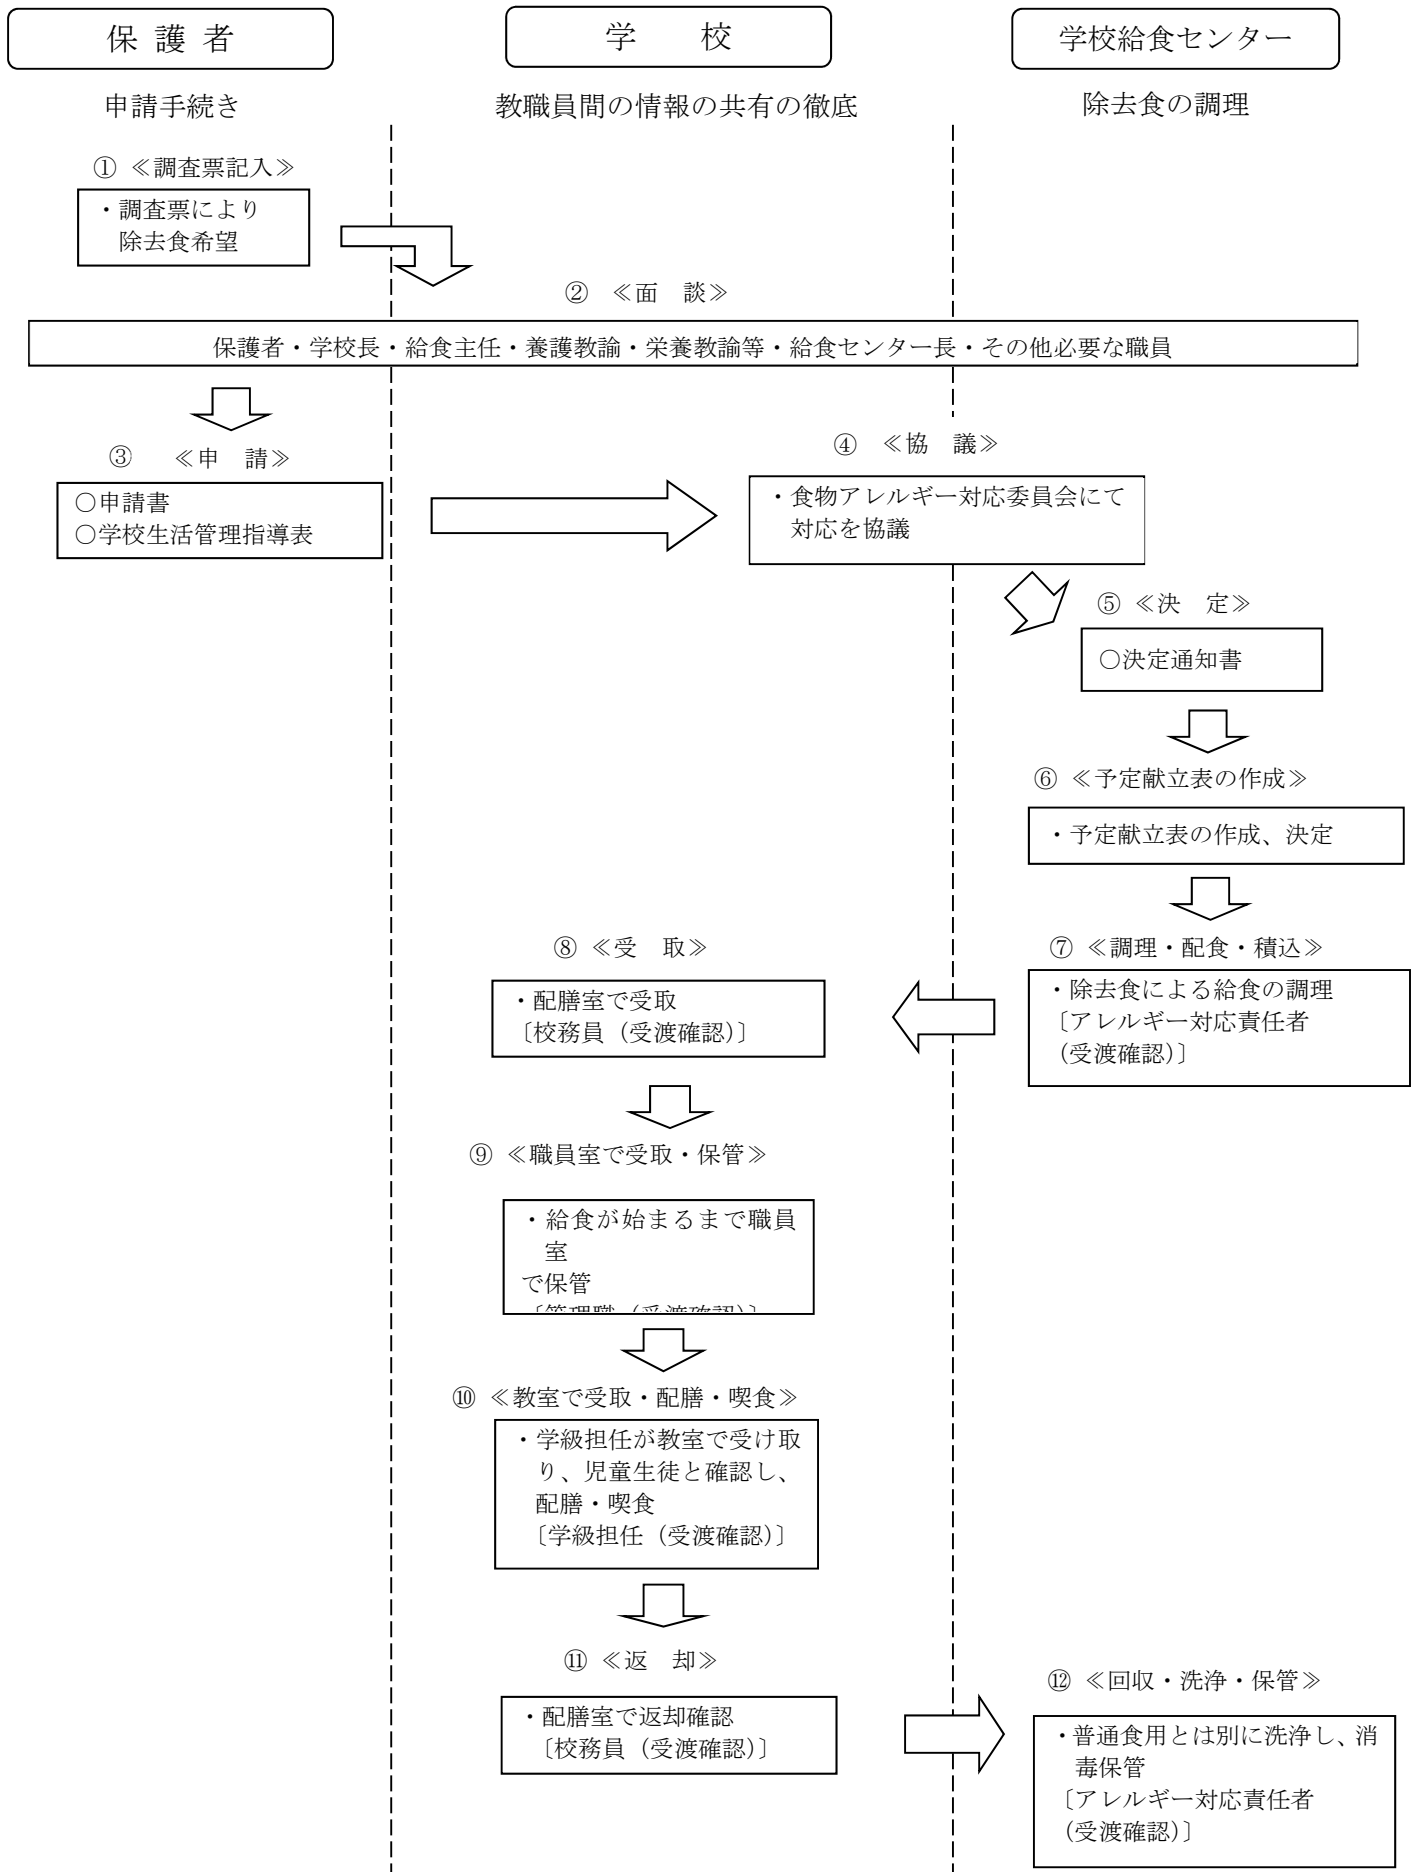 保 護 者
学　　校
学校給食センター
申請手続き
教職員間の情報の共有の徹底
除去食の調理
① ≪調査票記入≫
・調査票により
除去食希望
② ≪面　談≫
保護者・学校長・給食主任・養護教諭・栄養教諭等・給食センター長・その他必要な職員
③ ≪申　請≫
○申請書
○学校生活管理指導表
④ ≪協　議≫
・食物アレルギー対応委員会にて
対応を協議
⑤ ≪決　定≫
○決定通知書
⑥ ≪予定献立表の作成≫
・予定献立表の作成、決定
⑦ ≪調理・配食・積込≫
・除去食による給食の調理
〔アレルギー対応責任者
（受渡確認）〕
⑧ ≪受　取≫
・配膳室で受取
〔校務員（受渡確認）〕
⑨ ≪職員室で受取・保管≫
・給食が始まるまで職員
室
で保管
〔管理職（受渡確認）〕
⑩ ≪教室で受取・配膳・喫食≫
・学級担任が教室で受け取
り、児童生徒と確認し、
配膳・喫食
〔学級担任（受渡確認）〕
⑪ ≪返　却≫
・配膳室で返却確認
〔校務員（受渡確認）〕
⑫ ≪回収・洗浄・保管≫
・普通食用とは別に洗浄し、消
毒保管
〔アレルギー対応責任者
（受渡確認）〕